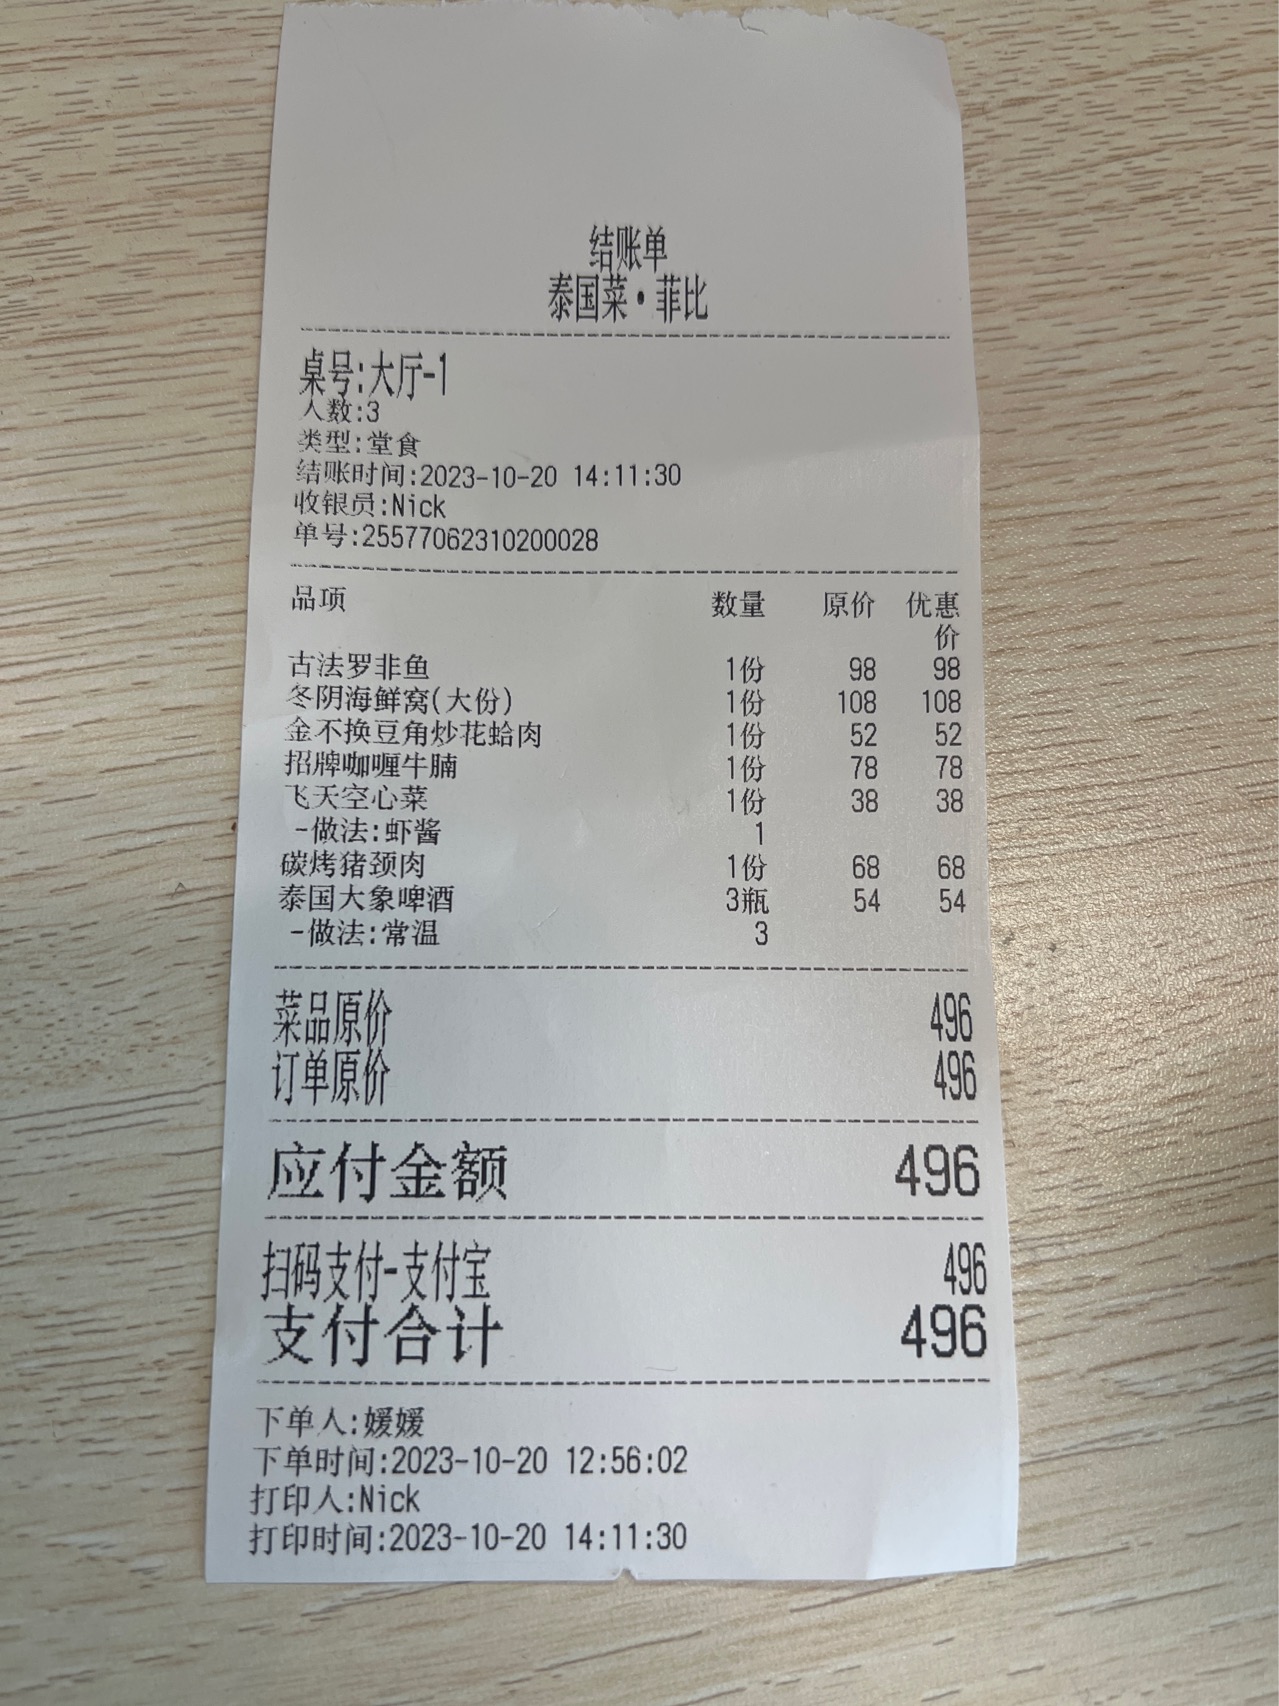 结账单
泰国菜·菲比
桌号:大厅-1
人数:3
类型:堂食
结账时间:2023-10-20 14:11:30
收银员:Nick
单号:255770623102​00028
品项 数量 原价 优惠价
古法罗非鱼 1份 98 98
冬阴海鲜窝(大份) 1份 108 108
金不换豆角炒花蛤肉 1份 52 52
招牌咖喱牛腩 1份 78 78
飞天空心菜 1份 38 38
-做法:虾酱 1
碳烤猪颈肉 1份 68 68
泰国大象啤酒 3瓶 54 54
-做法:常温 3
菜品原价 496
订单原价 496
应付金额 496
扫码支付-支付宝 496
支付合计 496
下单人:媛媛
下单时间:2023-10-20 12:56:02
打印人:Nick
打印时间:2023-10-20 14:11:30